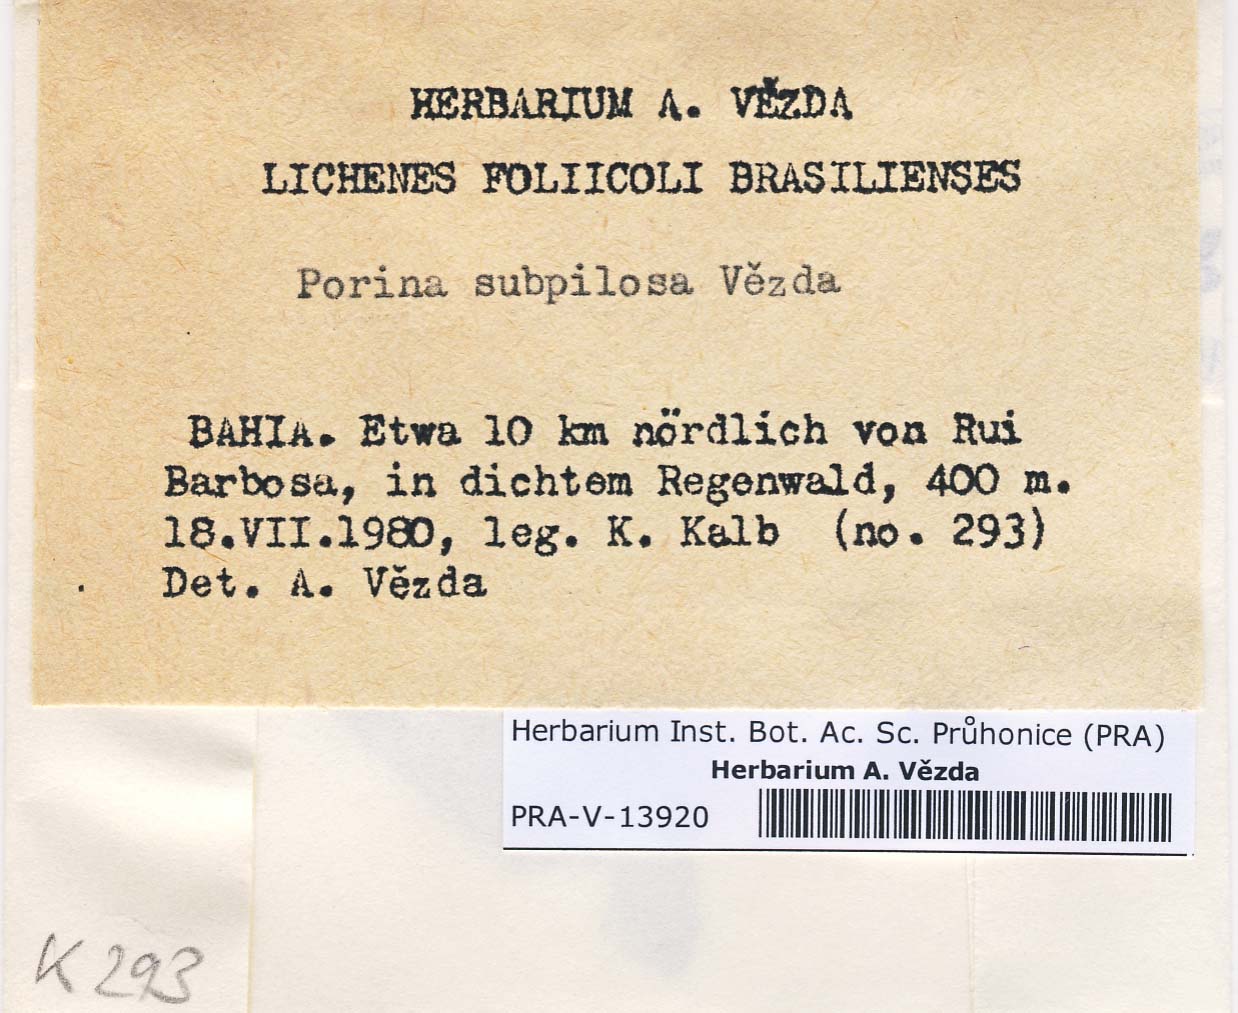 HERBARIUM A. VĚZDA
LICHENES FOLIICOLI BRASILIENSES
Porina subpilosa Vězda
BAHIA. Etwa 10 km nördlich von Rui
Barbosa, in dichtem Regenwald, 400 m.
18.VII.1980, leg. K. Kalb (no. 293)
Det. A. Vězda
Herbarium Inst. Bot. Ac. Sc. Průhonice (PRA)
Herbarium A. Vězda
PRA-V-13920
K 293